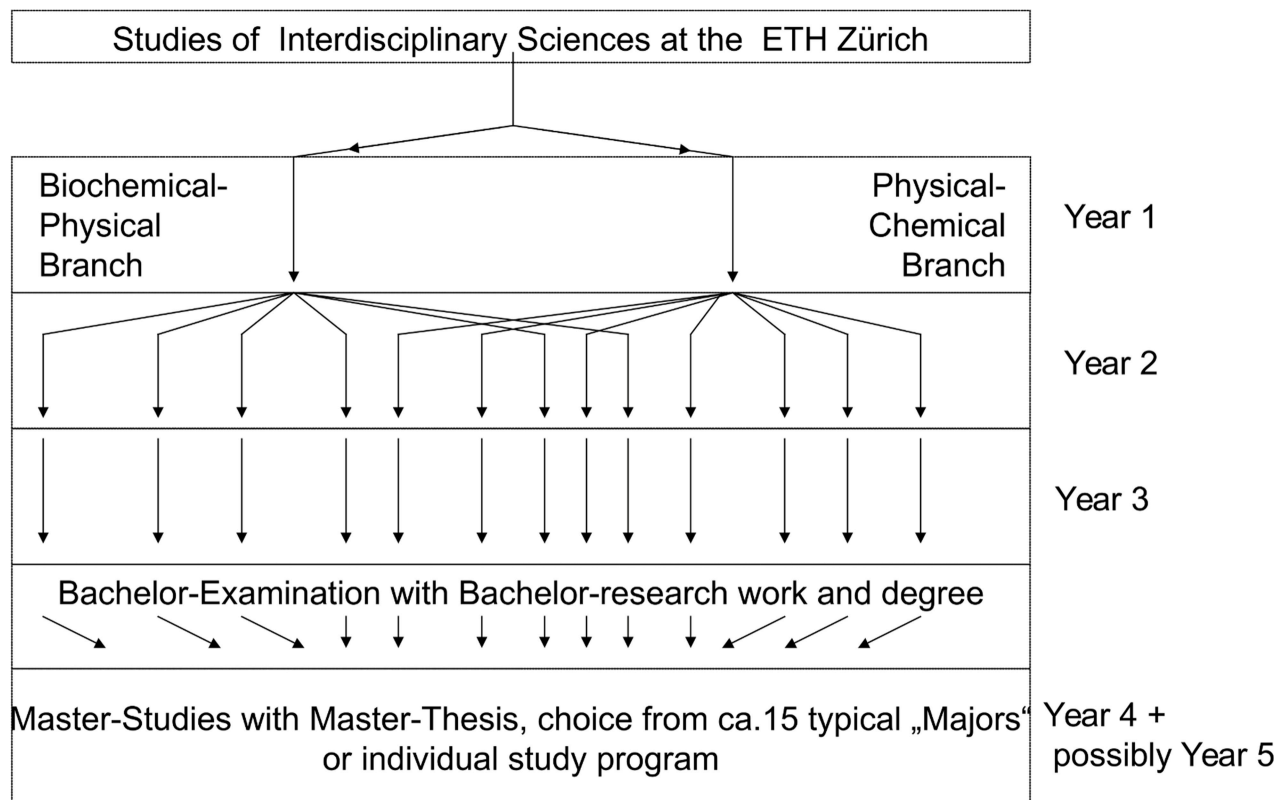 Studies of Interdisciplinary Sciences at the ETH Zürich
Biochemical-
Physical
Branch
Physical-
Chemical
Branch
Year 1
Year 2
Year 3
Bachelor-Examination with Bachelor-research work and degree
Master-Studies with Master-Thesis, choice from ca.15 typical „Majors“
or individual study program
Year 4 +
possibly Year 5